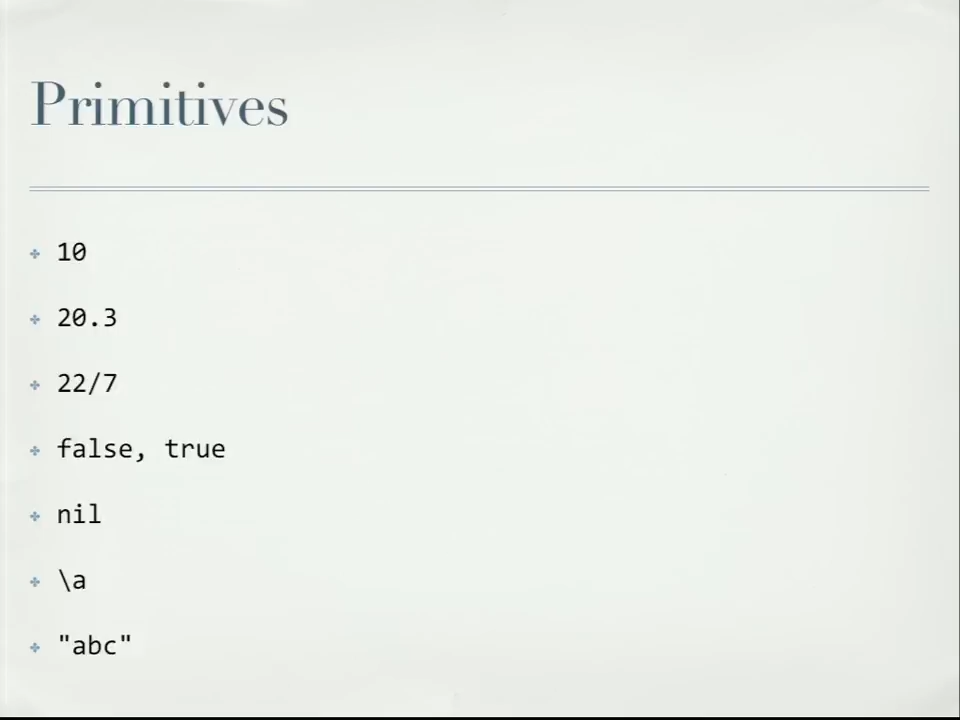 Primitives
10
20.3
22/7
false, true
nil
\a
"abc"